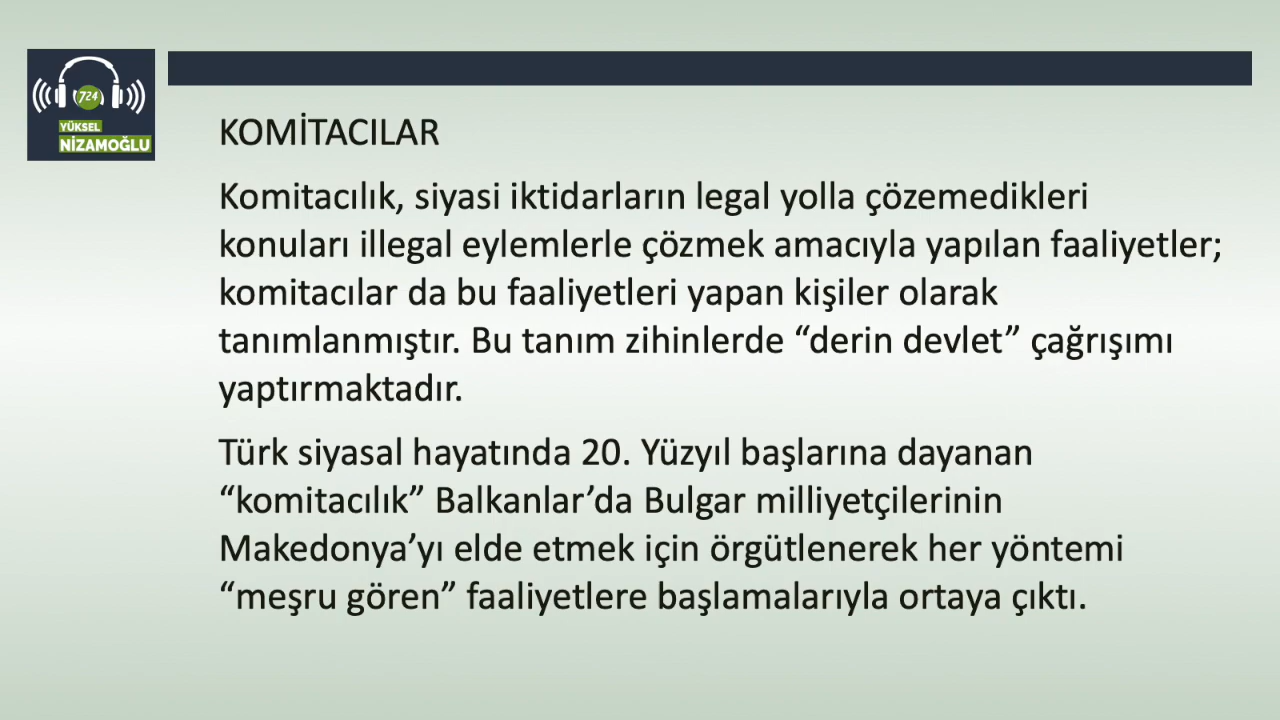 724
YÜKSEL
NİZAMOĞLU
KOMİTACILAR
Komitacılık, siyasi iktidarların legal yolla çözemedikleri
konuları illegal eylemlerle çözmek amacıyla yapılan faaliyetler;
komitacılar da bu faaliyetleri yapan kişiler olarak
tanımlanmıştır. Bu tanım zihinlerde “derin devlet” çağrışımı
yaptırmaktadır.
Türk siyasal hayatında 20. Yüzyıl başlarına dayanan
“komitacılık” Balkanlar’da Bulgar milliyetçilerinin
Makedonya’yı elde etmek için örgütlenerek her yöntemi
“meşru gören” faaliyetlere başlamalarıyla ortaya çıktı.